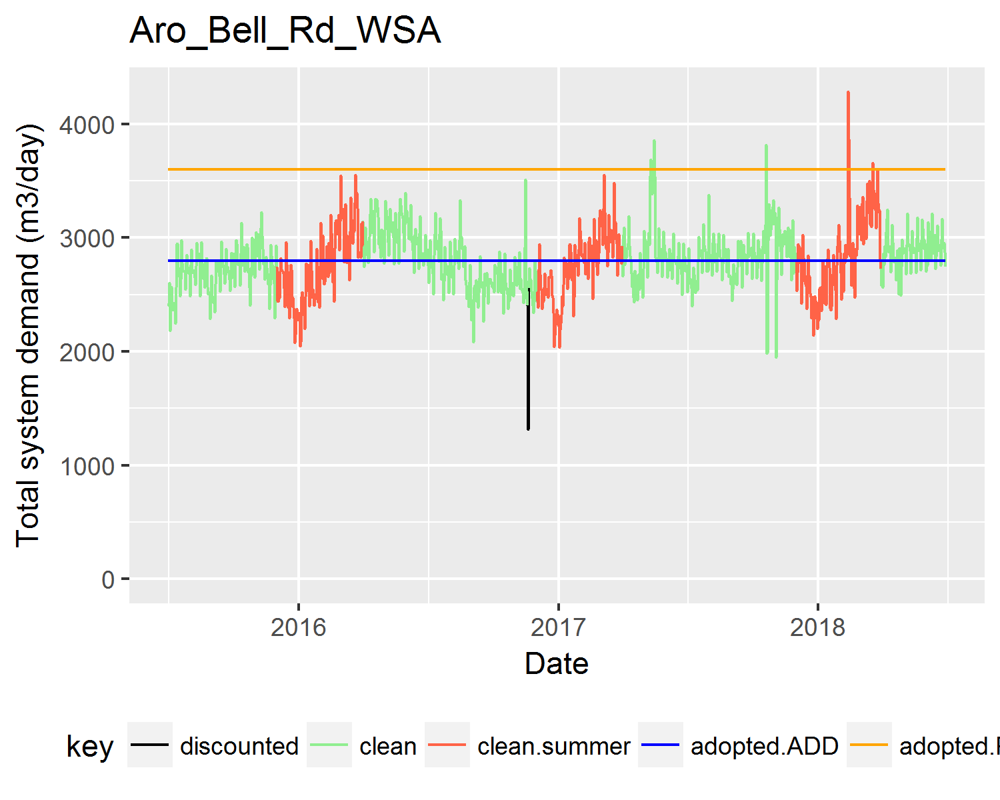 Aro_Bell_Rd_WSA
Total system demand (m3/day)
4000
3000
2000
1000
0
2016 2017 2018
Date
key discounted clean clean.summer adopted.ADD